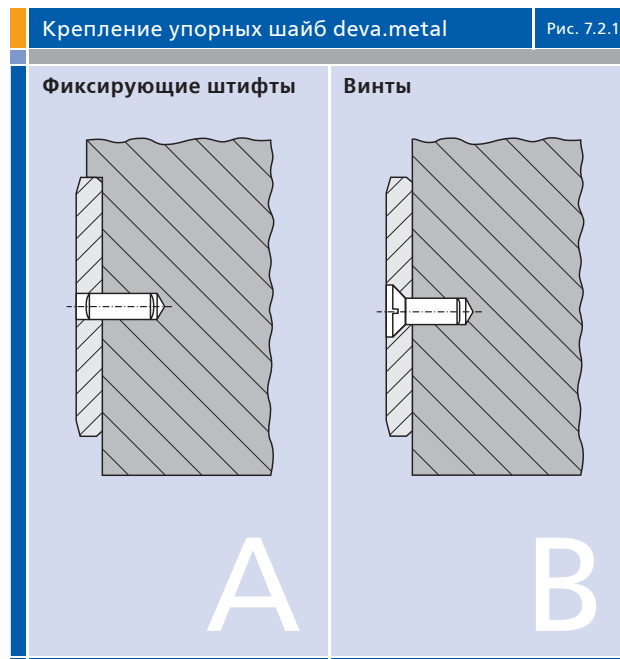 Крепление упорных шайб deva.metal
Рис. 7.2.1
Фиксирующие штифты
Винты
A
B